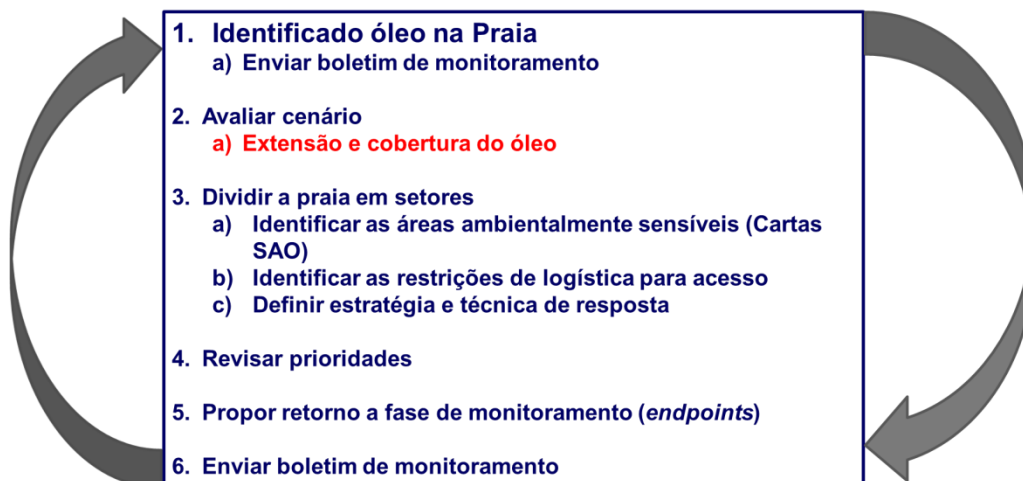 1. Identificado óleo na Praia
a) Enviar boletim de monitoramento
2. Avaliar cenário
a) Extensão e cobertura do óleo
3. Dividir a praia em setores
a) Identificar as áreas ambientalmente sensíveis (Cartas
SAO)
b) Identificar as restrições de logística para acesso
c) Definir estratégia e técnica de resposta
4. Revisar prioridades
5. Propor retorno a fase de monitoramento (endpoints)
6. Enviar boletim de monitoramento